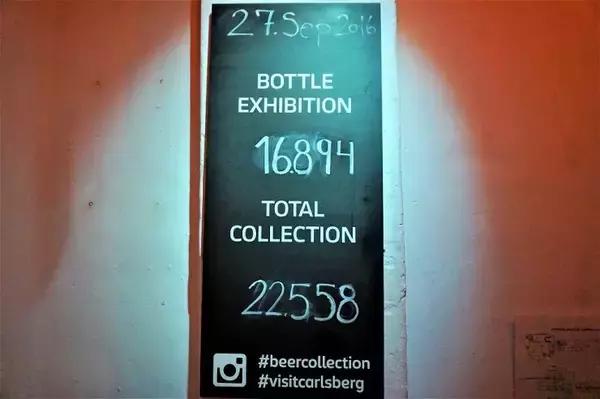 27.Sep 2016
BOTTLE
EXHIBITION
16.894
TOTAL
COLLECTION
22.558
#beercollection
#visitcarlsberg